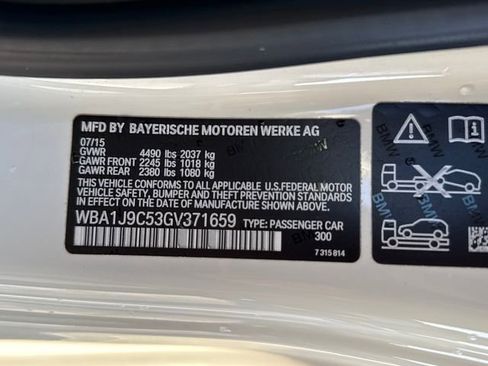 MFD BY BAYERISCHE MOTOREN WERKE AG
07/15
GVWR 4490 lbs 2037 kg
GAWR FRONT 2245 lbs 1018 kg
GAWR REAR 2380 lbs 1080 kg
THIS VEHICLE CONFORMS TO ALL APPLICABLE U.S.FEDERAL MOTOR
VEHICLE SAFETY, BUMPER, AND THEFT PREVENTION STANDARDS
IN EFFECT ON THE DATE OF MANUFACTURE SHOWN ABOVE.
WBA1J9C53GV371659 TYPE: PASSENGER CAR
300
7 315 814
BMW
BMW
BMW